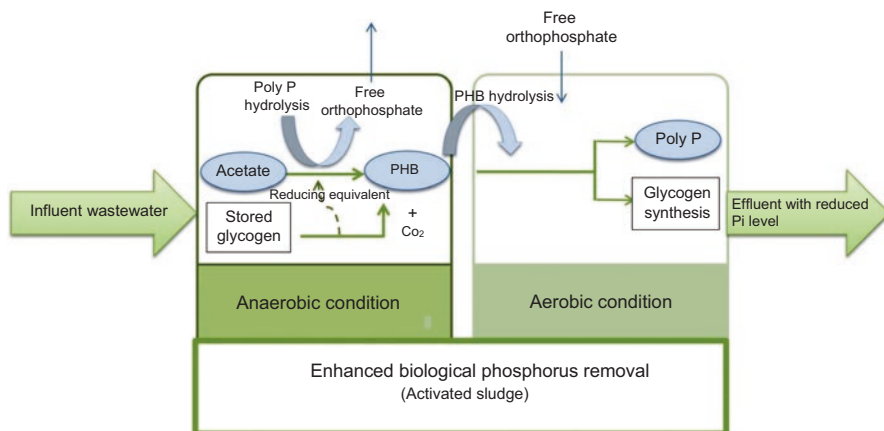 Free
orthophosphate
Poly P
hydrolysis
Free
orthophosphate
PHB hydrolysis
Acetate
PHB
Poly P
Reducing equivalent
Stored
glycogen
+
Co₂
Glycogen
synthesis
Influent wastewater
Effluent with reduced
Pi level
Anaerobic condition
Aerobic condition
Enhanced biological phosphorus removal
(Activated sludge)